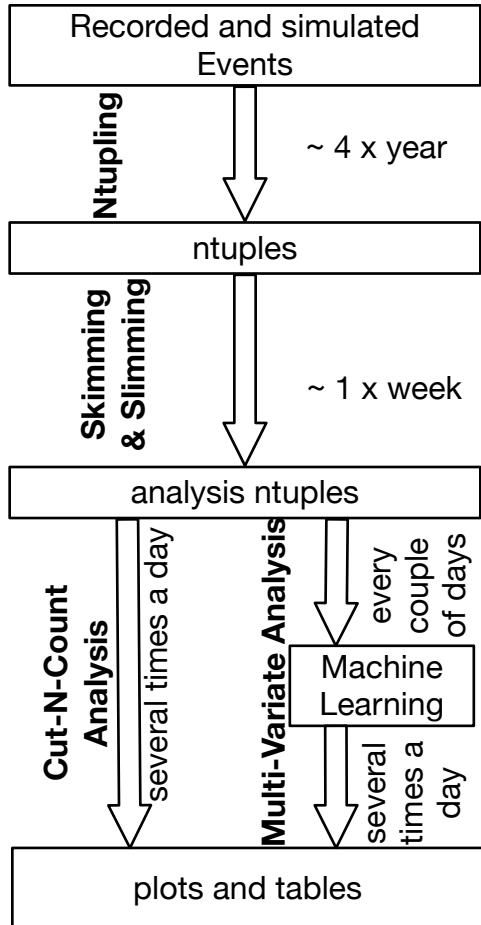 Recorded and simulated
Events
Ntupling
~ 4 x year
ntuples
Skimming
& Slimming
~ 1 x week
analysis ntuples
Cut-N-Count
Analysis
several times a day
Multi-Variate Analysis
every
couple
of days
Machine
Learning
several
times a
day
plots and tables